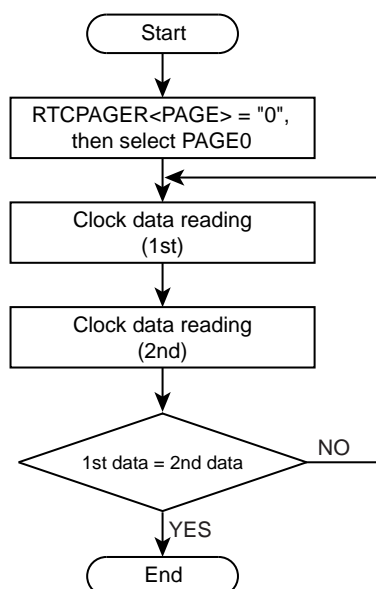 Start
RTCPAGER<PAGE> = "0",
then select PAGE0
Clock data reading
(1st)
Clock data reading
(2nd)
1st data = 2nd data
NO
YES
End